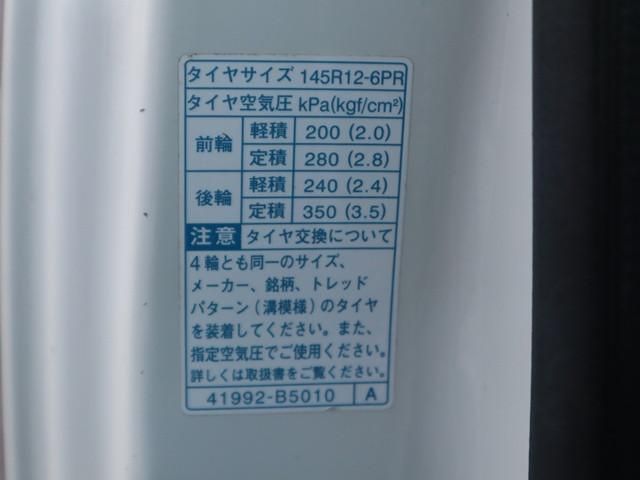 タイヤサイズ 145R12-6PR
タイヤ空気圧 kPa(kgf/cm²)
前輪 軽積 200 (2.0)
定積 280 (2.8)
後輪 軽積 240 (2.4)
定積 350 (3.5)
注意 タイヤ交換について
4輪とも同一のサイズ、
メーカー、銘柄、トレッド
パターン(溝模様)のタイヤ
を装着してください。また、
指定空気圧でご使用ください。
詳しくは取扱書をご覧ください。
41992-B5010 A